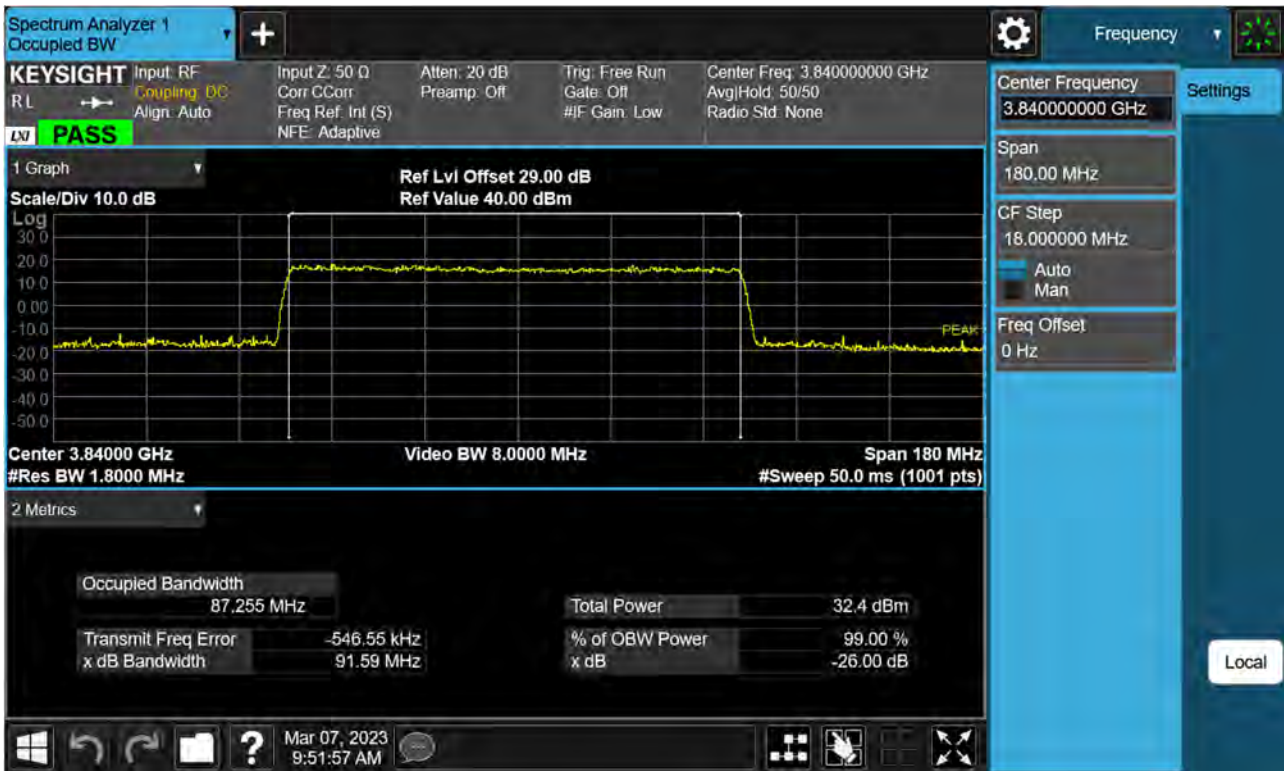 Spectrum Analyzer 1
Occupied BW
Frequency
KEYSIGHT
R L
LXI PASS
Input: RF
Coupling: DC
Align: Auto
Input Z: 50 Ω
Corr CCorr
Freq Ref: Int (S)
NFE: Adaptive
Atten: 20 dB
Preamp: Off
Trig: Free Run
Gate: Off
#IF Gain: Low
Center Freq: 3.840000000 GHz
Avg|Hold: 50/50
Radio Std: None
Center Frequency
3.840000000 GHz
Settings
Span
180.00 MHz
CF Step
18.000000 MHz
Auto
Man
Freq Offset
0 Hz
Local
1 Graph
Scale/Div 10.0 dB
Ref Lvl Offset 29.00 dB
Ref Value 40.00 dBm
Log
30.0
20.0
10.0
0.00
-10.0
-20.0
-30.0
-40.0
-50.0
PEAK
Center 3.84000 GHz
#Res BW 1.8000 MHz
Video BW 8.0000 MHz
Span 180 MHz
#Sweep 50.0 ms (1001 pts)
2 Metrics
Occupied Bandwidth
87.255 MHz
Total Power 32.4 dBm
Transmit Freq Error -546.55 kHz
% of OBW Power 99.00 %
x dB Bandwidth 91.59 MHz
x dB -26.00 dB
?
Mar 07, 2023
9:51:57 AM